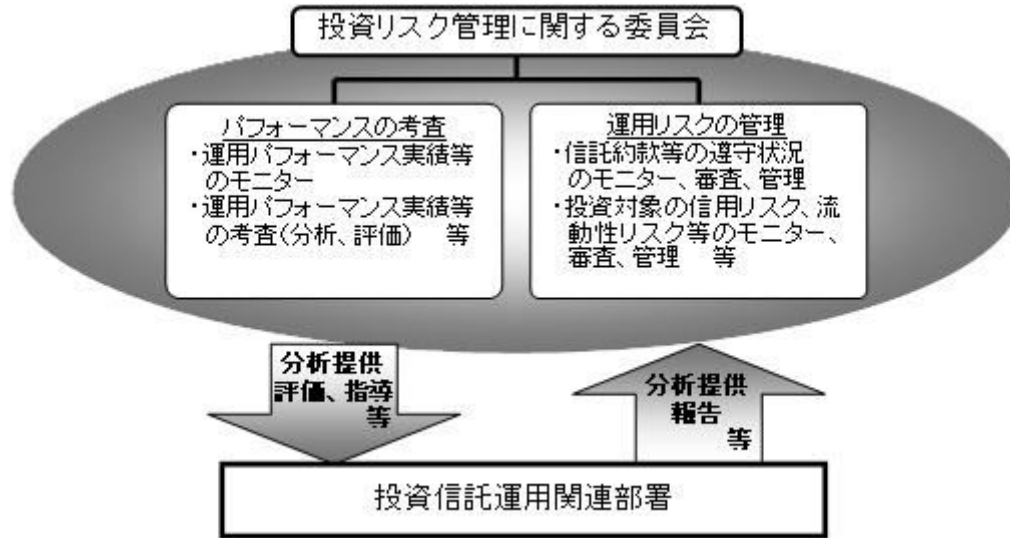 投資リスク管理に関する委員会
パフォーマンスの考査
・運用パフォーマンス実績等
のモニター
・運用パフォーマンス実績等
の考査(分析、評価) 等
運用リスクの管理
・信託約款等の遵守状況
のモニター、審査、管理
・投資対象の信用リスク、流
動性リスク等のモニター、
審査、管理 等
分析提供
評価、指導
等
分析提供
報告
等
投資信託運用関連部署